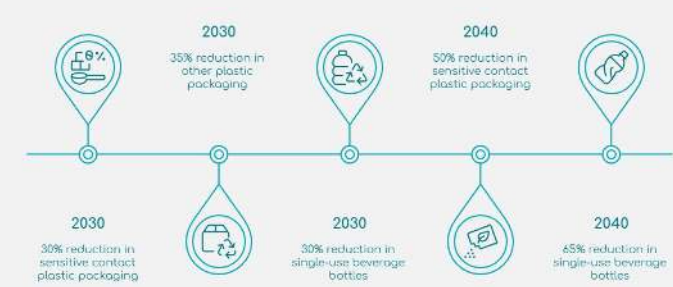 0%
2030
30% reduction in
sensitive contact
plastic packaging
2030
35% reduction in
other plastic
packaging
2030
30% reduction in
single-use beverage
bottles
2040
50% reduction in
sensitive contact
plastic packaging
2040
65% reduction in
single-use beverage
bottles